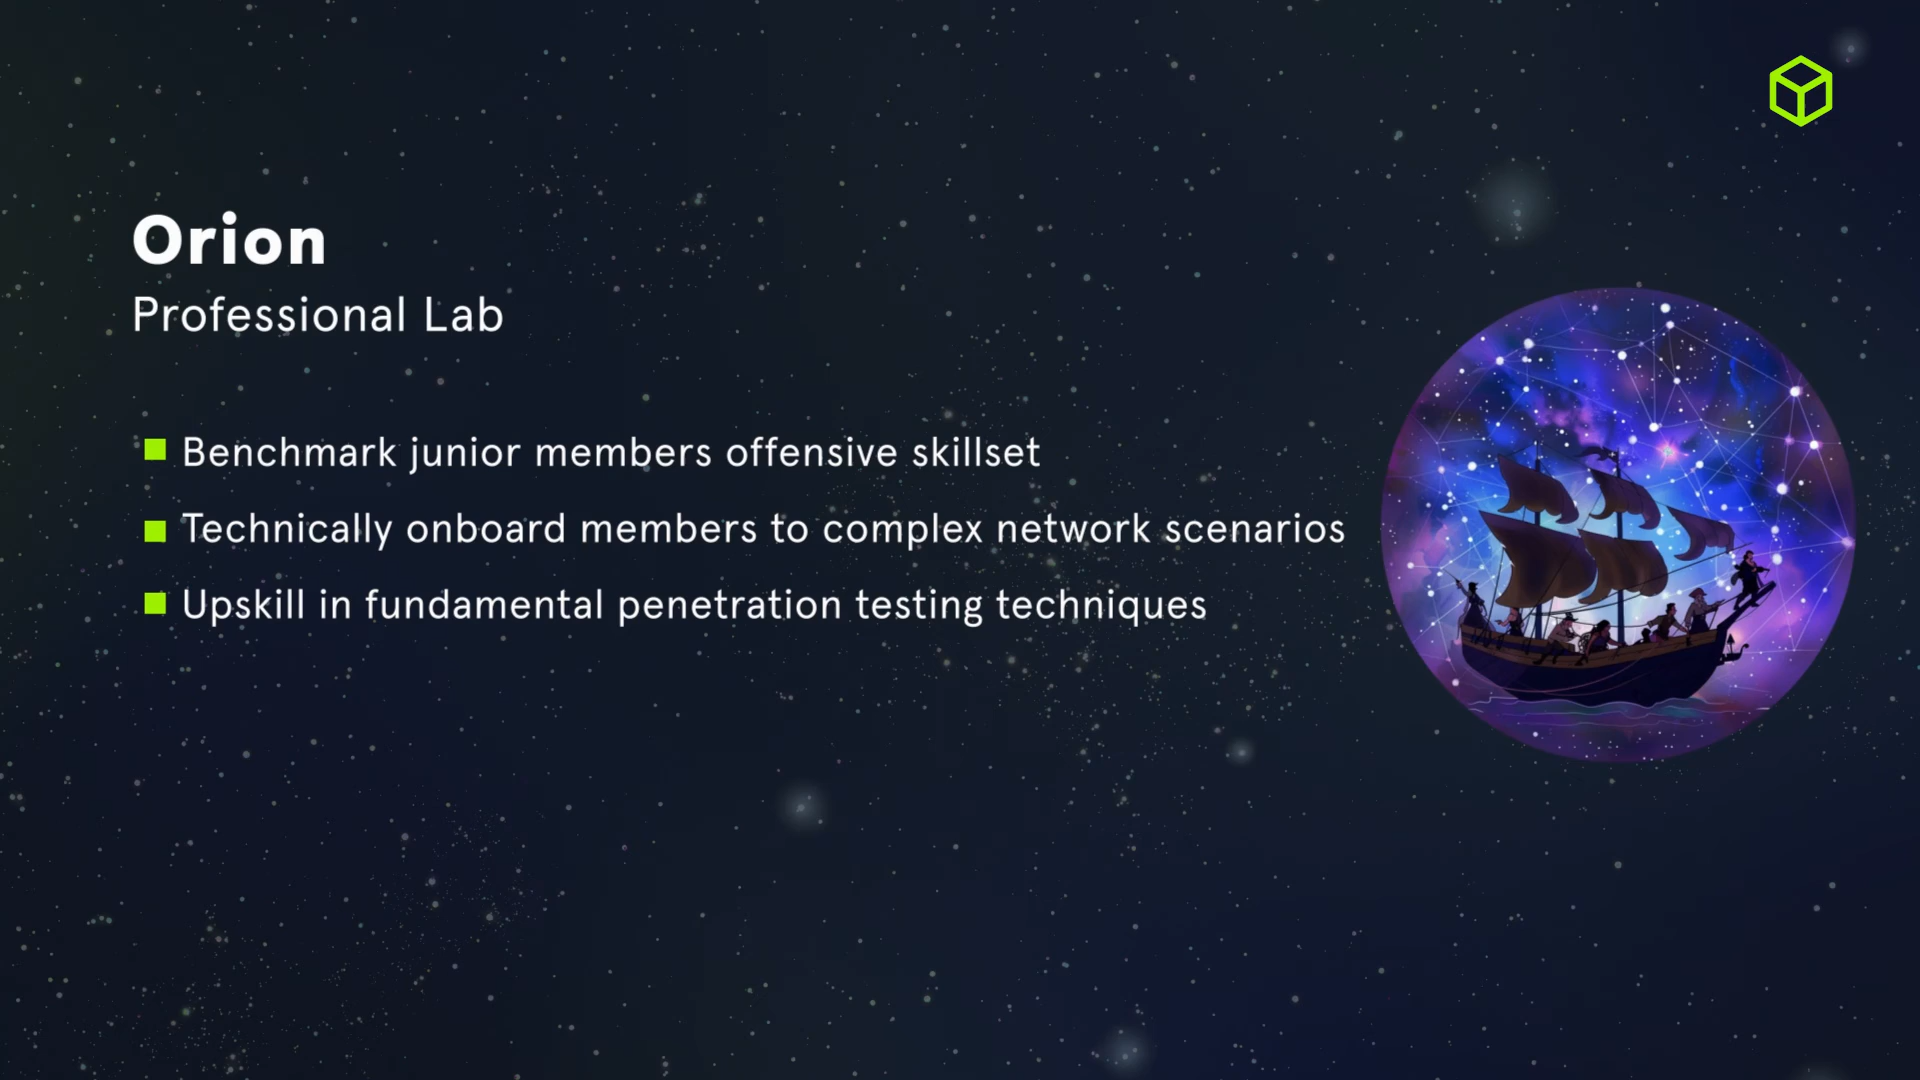 Orion
Professional Lab
Benchmark junior members offensive skillset
Technically onboard members to complex network scenarios
Upskill in fundamental penetration testing techniques